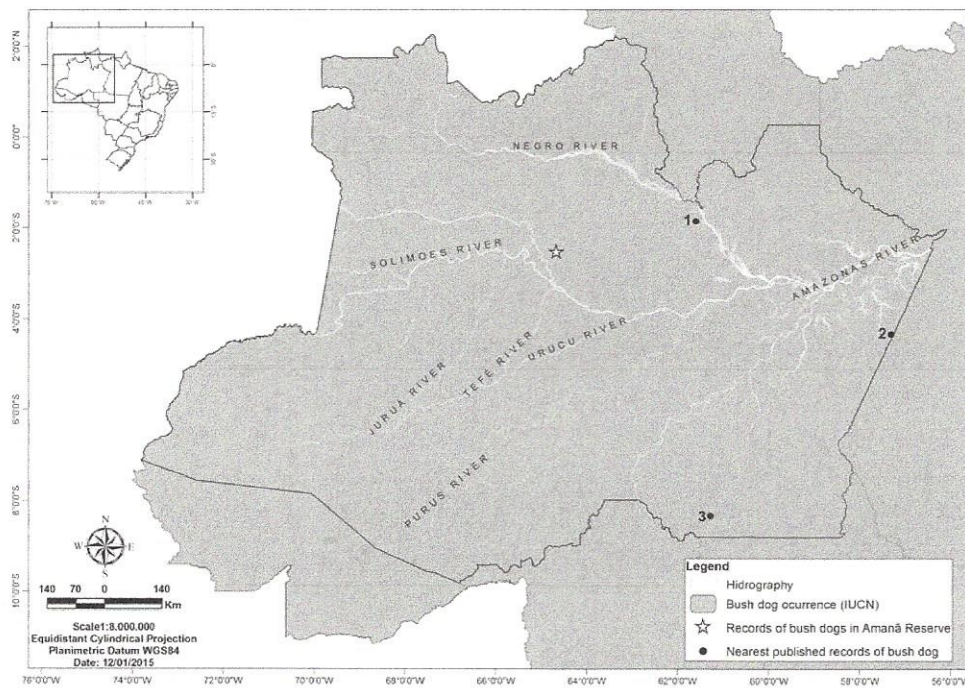 2°0'0"N
0°0'0"
2°0'0"S
4°0'0"S
6°0'0"S
8°0'0"S
10°0'0"S
NEGRO RIVER
1
SOLIMOES RIVER
AMAZONAS RIVER
2
URUCU RIVER
TEFÉ RIVER
JURUA RIVER
PURUS RIVER
3
N
W E
S
140 70 0 140
Km
Scale1:8.000.000
Equidistant Cylindrical Projection
Planimetric Datum WGS84
Date: 12/01/2015
Legend
Hidrography
Bush dog ocurrence (IUCN)
Records of bush dogs in Amanã Reserve
Nearest published records of bush dog
76°0'0"W 74°0'0"W 72°0'0"W 70°0'0"W 68°0'0"W 66°0'0"W 64°0'0"W 62°0'0"W 60°0'0"W 58°0'0"W 56°0'0"W